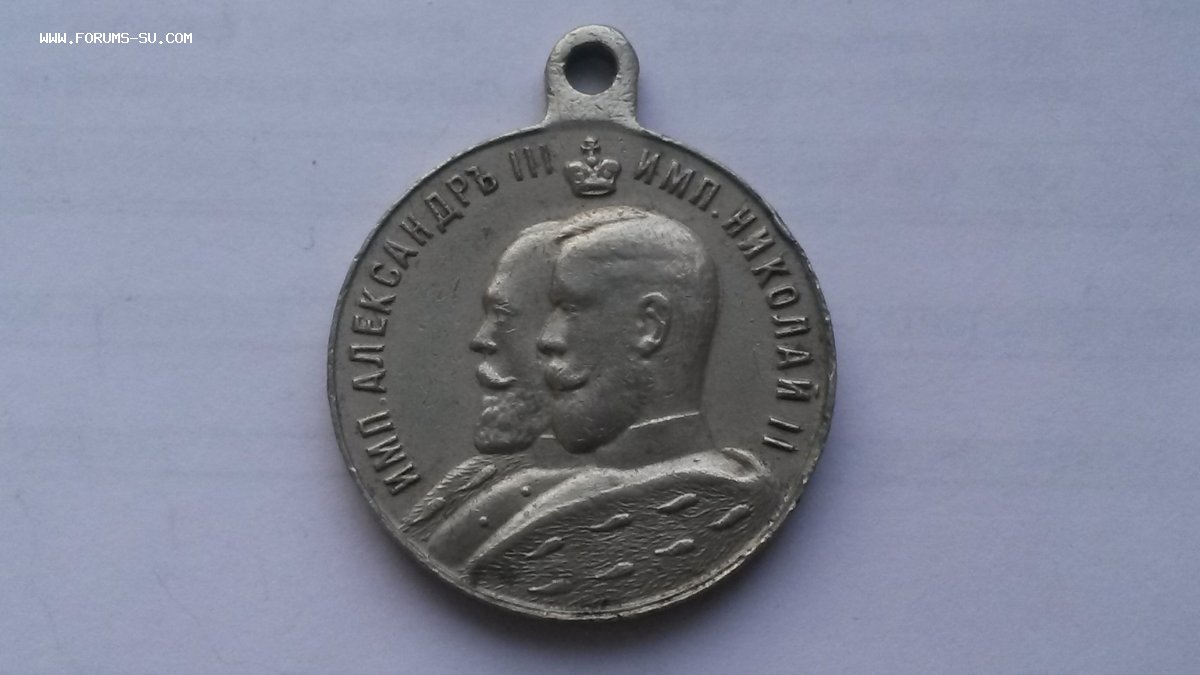 WWW.FORUMS-SU.COM
ИМП. АЛЕКСАНДРЪ III ИМП. НИКОЛАЙ II